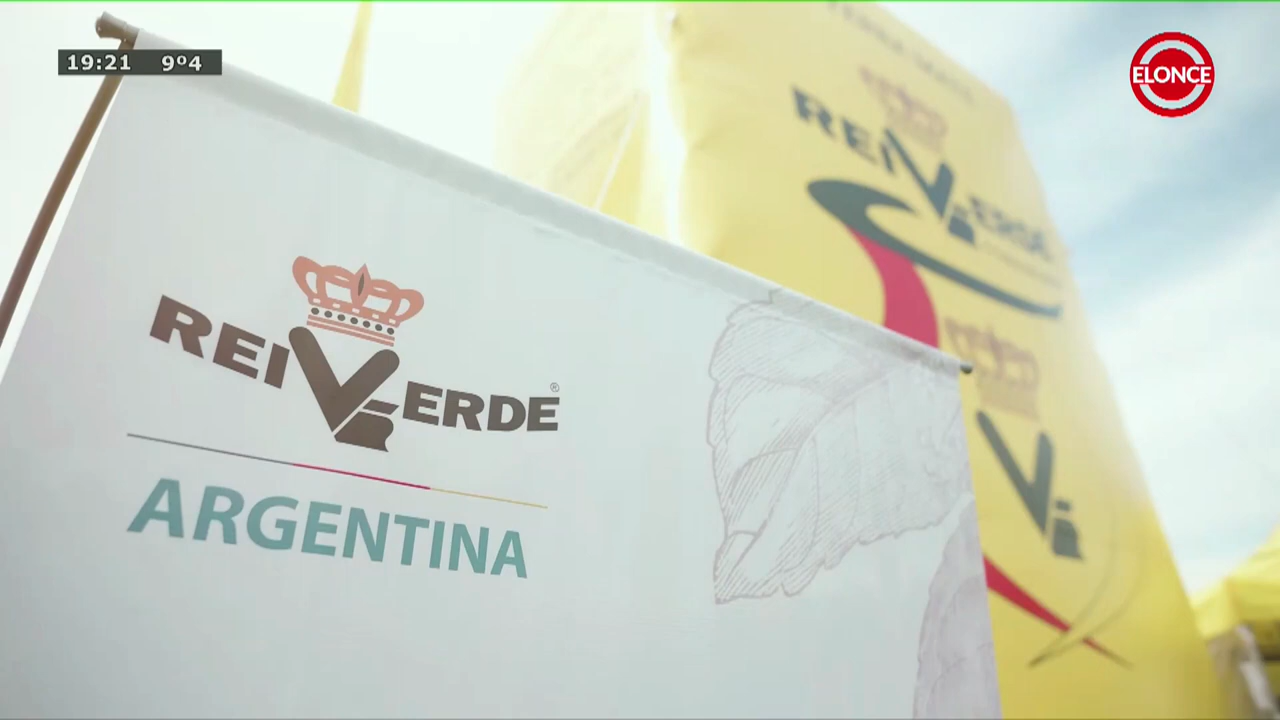 19:21 9º4
ELONCE
REIVERDE
REIVERDE®
ARGENTINA